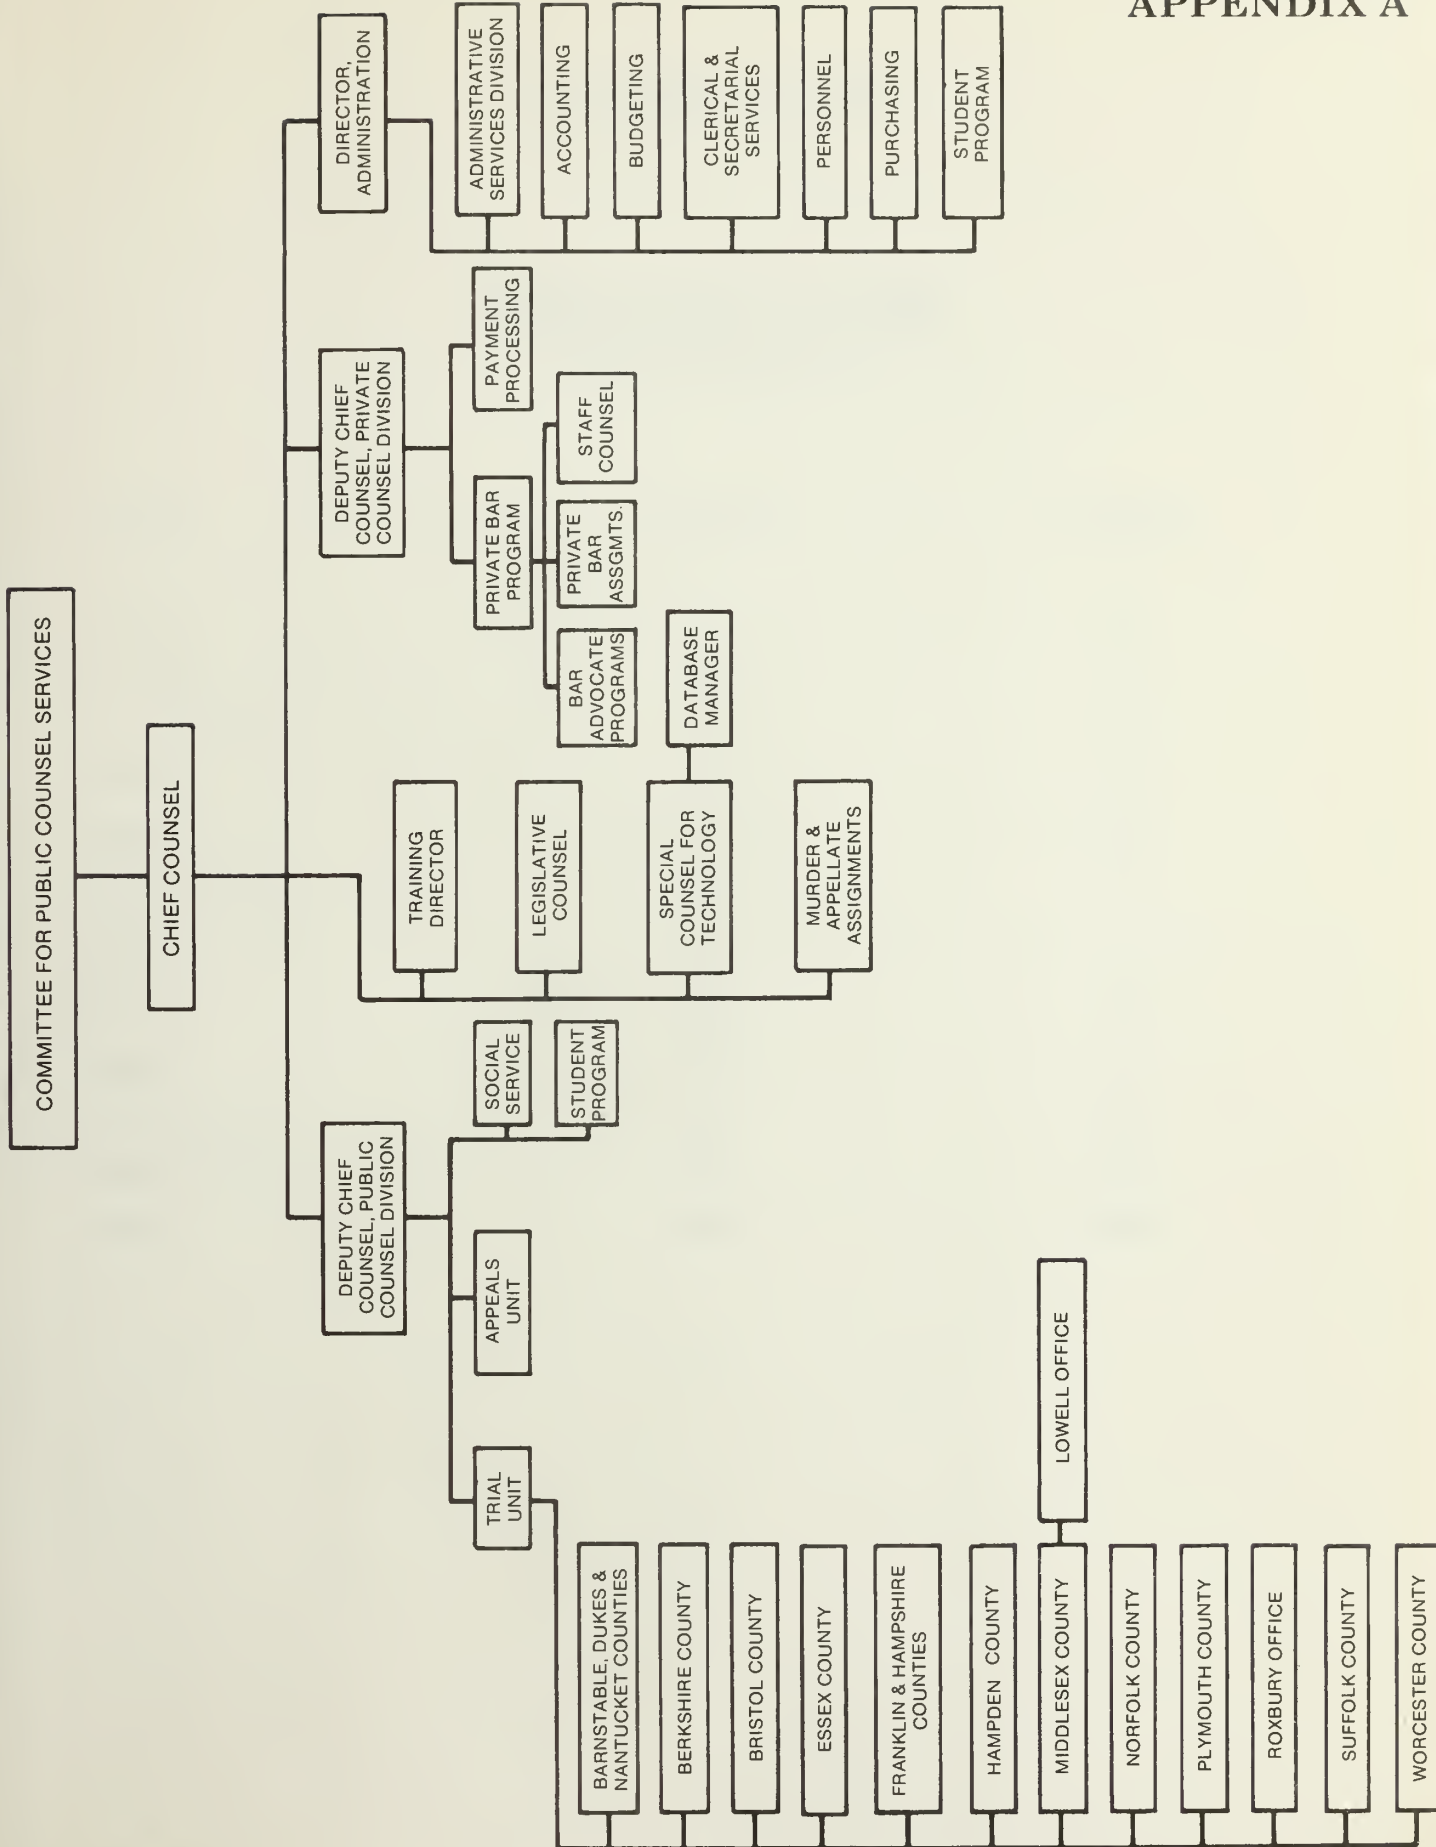 APPENDIX A
COMMITTEE FOR PUBLIC COUNSEL SERVICES
CHIEF COUNSEL
DEPUTY CHIEF
COUNSEL, PUBLIC
COUNSEL DIVISION
TRIAL
UNIT
BARNSTABLE, DUKES &
NANTUCKET COUNTIES
BERKSHIRE COUNTY
BRISTOL COUNTY
ESSEX COUNTY
FRANKLIN & HAMPSHIRE
COUNTIES
HAMPDEN COUNTY
MIDDLESEX COUNTY
LOWELL OFFICE
NORFOLK COUNTY
PLYMOUTH COUNTY
ROXBURY OFFICE
SUFFOLK COUNTY
WORCESTER COUNTY
APPEALS
UNIT
SOCIAL
SERVICE
STUDENT
PROGRAM
TRAINING
DIRECTOR
LEGISLATIVE
COUNSEL
SPECIAL
COUNSEL FOR
TECHNOLOGY
DATABASE
MANAGER
MURDER &
APPELLATE
ASSIGNMENTS
DEPUTY CHIEF
COUNSEL, PRIVATE
COUNSEL DIVISION
PRIVATE BAR
PROGRAM
BAR
ADVOCATE
PROGRAMS
PRIVATE
BAR
ASSGMTS.
STAFF
COUNSEL
PAYMENT
PROCESSING
DIRECTOR,
ADMINISTRATION
ADMINISTRATIVE
SERVICES DIVISION
ACCOUNTING
BUDGETING
CLERICAL &
SECRETARIAL
SERVICES
PERSONNEL
PURCHASING
STUDENT
PROGRAM